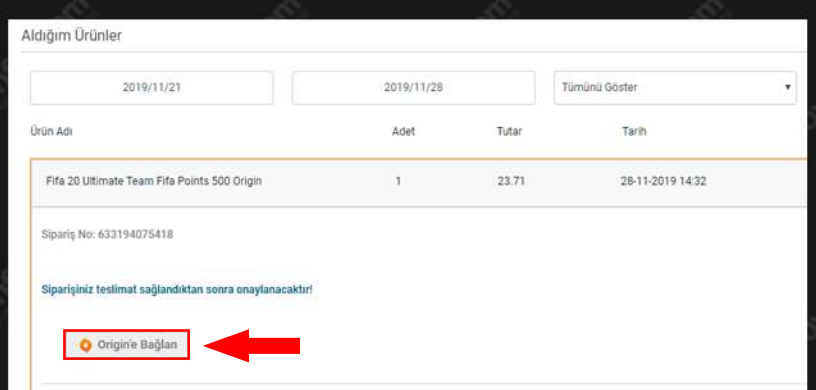 Aldığım Ürünler
2019/11/21 2019/11/28 Tümünü Göster
Ürün Adı Adet Tutar Tarih
Fifa 20 Ultimate Team Fifa Points 500 Origin 1 23.71 28-11-2019 14:32
Sipariş No: 633194075418
Siparişiniz teslimat sağlandıktan sonra onaylanacaktır!
Origin'e Bağlan